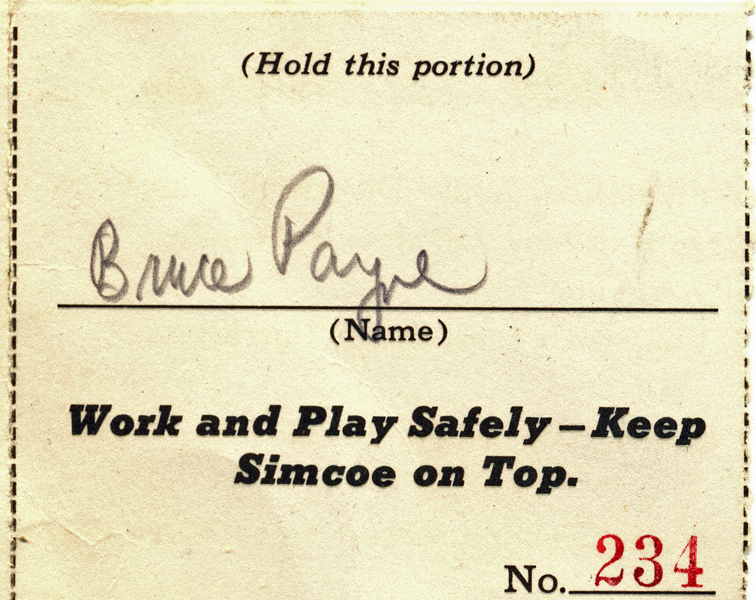 (Hold this portion)
Bruce Payne
(Name)
Work and Play Safely – Keep
Simcoe on Top.
No. 234